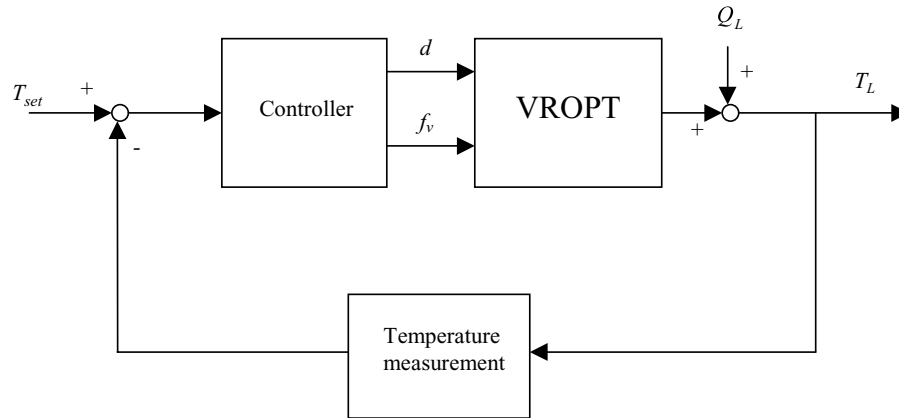 Q_L
d
T_set
+
+
T_L
Controller
VROPT
f_v
+
-
Temperature
measurement